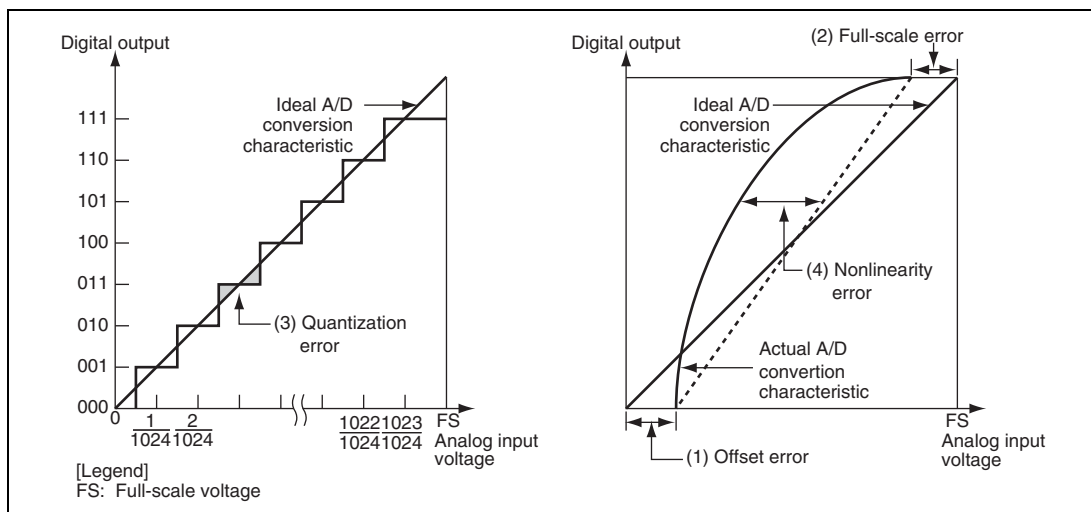 Digital output
Ideal A/D
conversion
characteristic
111
110
101
100
011
010
001
000
(3) Quantization
error
0
1
1024
2
1024
1022
1024
1023
1024
FS
Analog input
voltage
[Legend]
FS: Full-scale voltage
Digital output
(2) Full-scale error
Ideal A/D
conversion
characteristic
(4) Nonlinearity
error
Actual A/D
convertion
characteristic
FS
Analog input
voltage
(1) Offset error